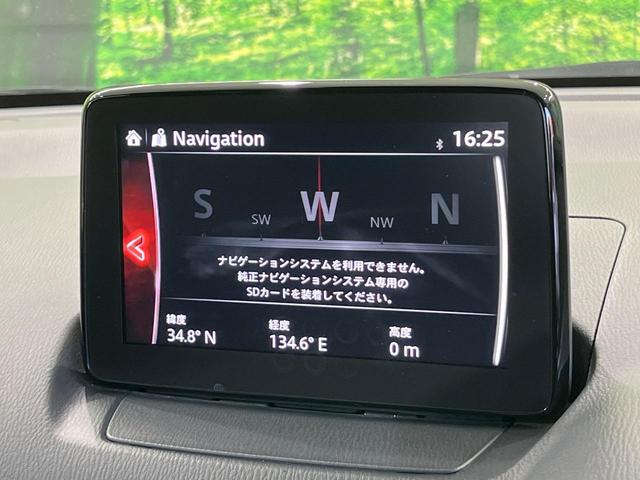 Navigation
16:25
S SW W NW N
ナビゲーションシステムを利用できません。
純正ナビゲーションシステム専用の
SDカードを装着してください。
緯度 経度 高度
34.8° N 134.6° E 0 m